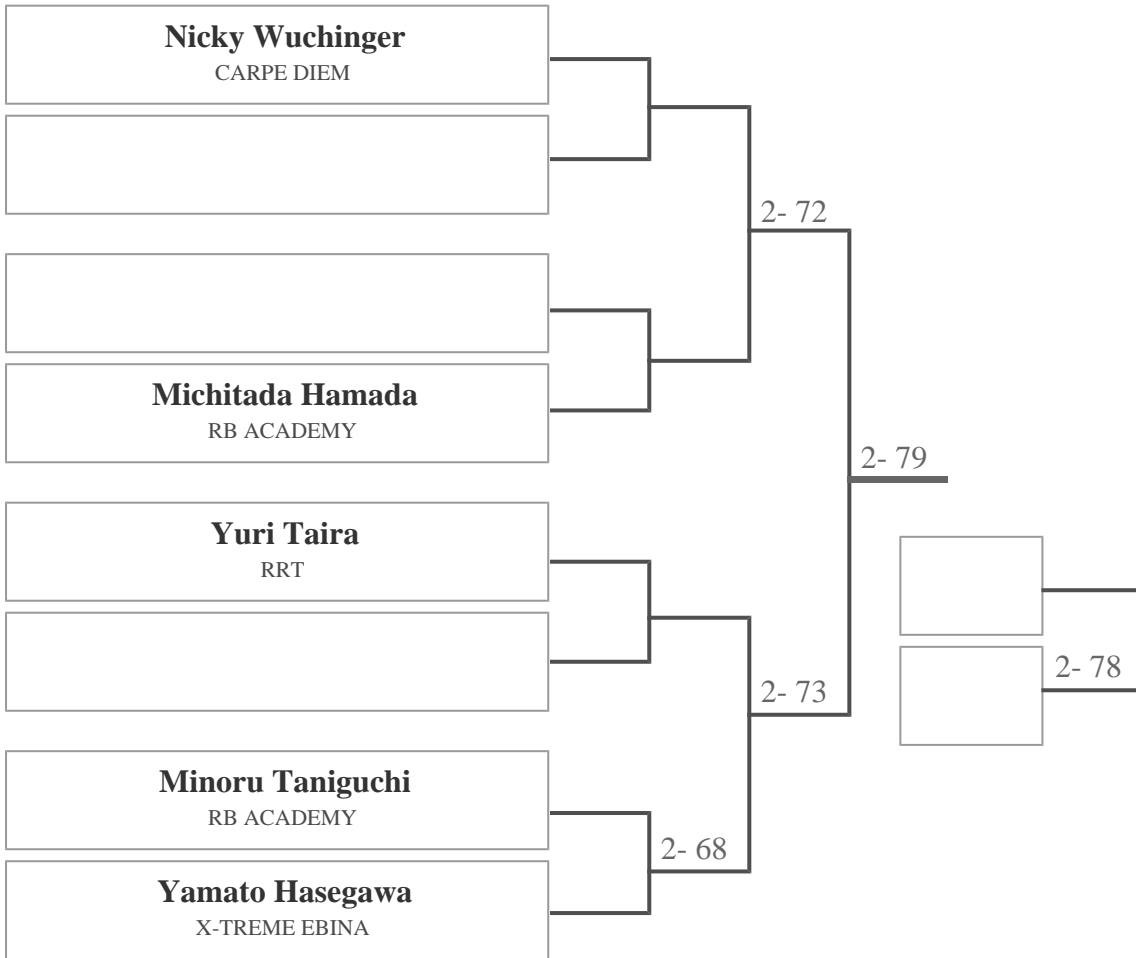 Nicky Wuchinger
CARPE DIEM
2- 72
Michitada Hamada
RB ACADEMY
2- 79
Yuri Taira
RRT
2- 78
2- 73
Minoru Taniguchi
RB ACADEMY
2- 68
Yamato Hasegawa
X-TREME EBINA